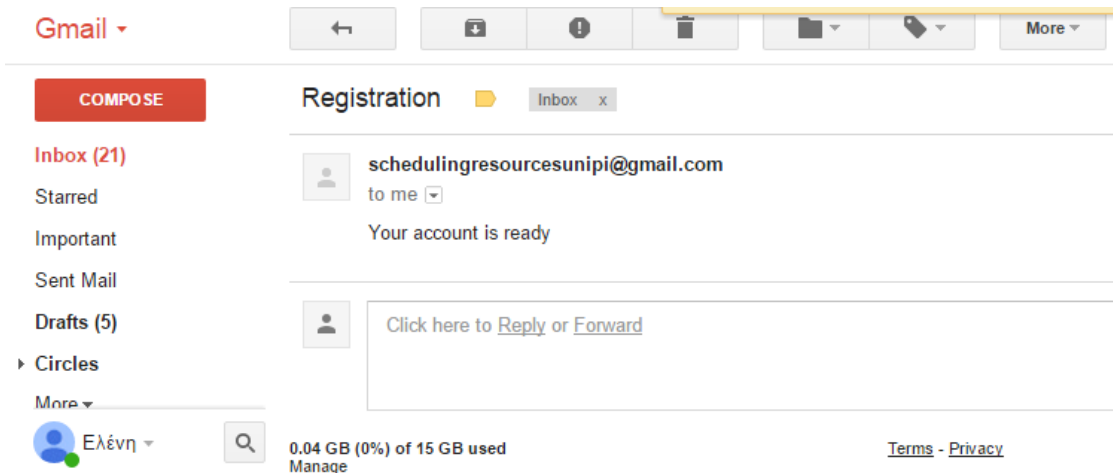 Gmail
More
COMPOSE
Registration
Inbox x
Inbox (21)
schedulingresourcesunipi@gmail.com
to me
Starred
Your account is ready
Important
Sent Mail
Drafts (5)
Click here to Reply or Forward
Circles
More
Ελένη
0.04 GB (0%) of 15 GB used
Manage
Terms - Privacy